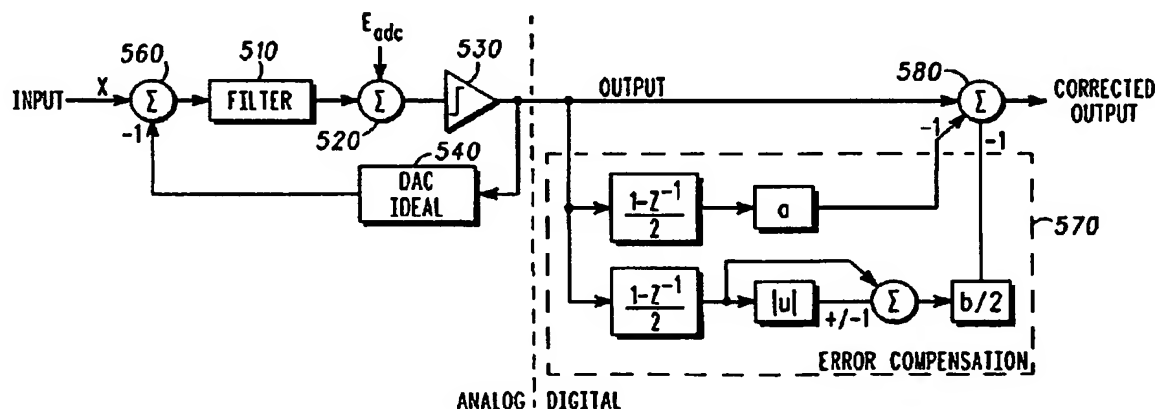 E_adc
560
510
530
580
INPUT
X
Σ
FILTER
Σ
OUTPUT
Σ
CORRECTED
OUTPUT
-1
520
-1
-1
540
DAC
IDEAL
1-Z^-1
2
a
570
1-Z^-1
2
|u|
+/-1
Σ
b/2
ERROR COMPENSATION
ANALOG
DIGITAL